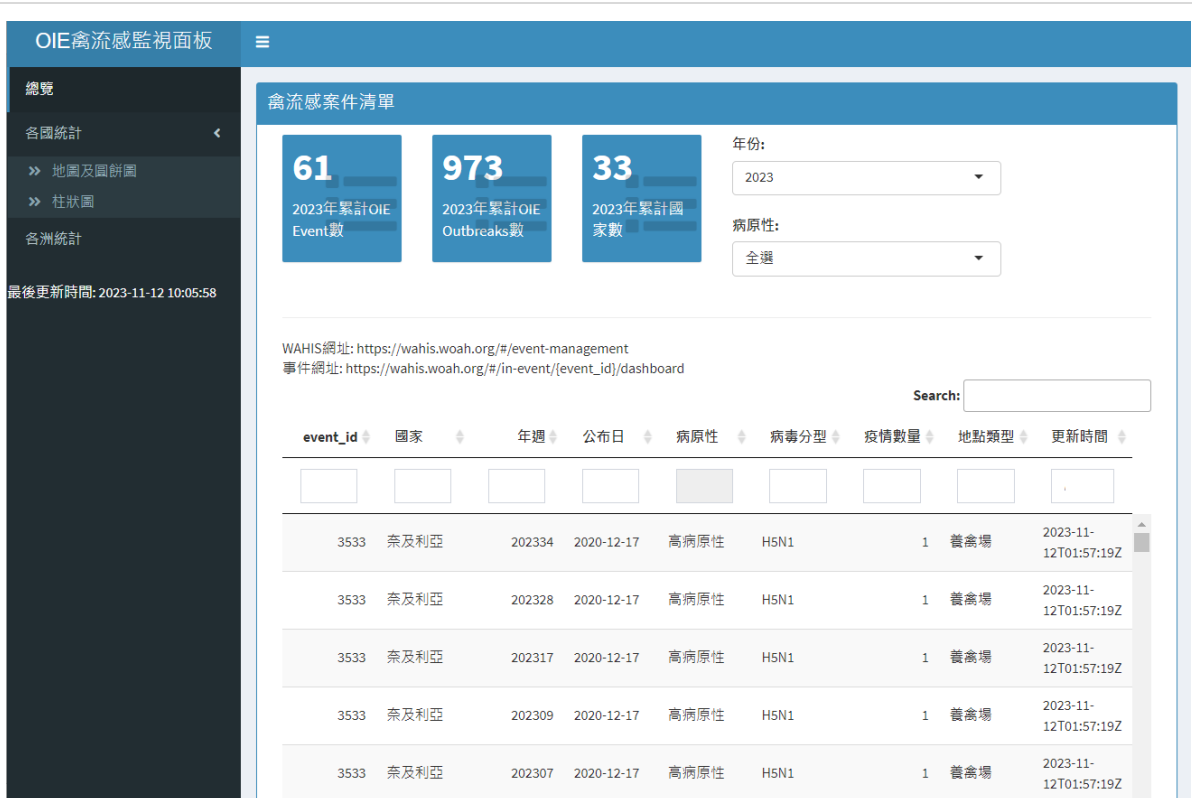 OIE禽流感監視面板
總覽
各國統計
地圖及圓餅圖
柱狀圖
各洲統計
最後更新時間: 2023-11-12 10:05:58
禽流感案件清單
61
2023年累計OIE
Event數
973
2023年累計OIE
Outbreaks數
33
2023年累計國
家數
年份:
2023
病原性:
全選
WAHIS網址: https://wahis.woah.org/#/event-management
事件網址: https://wahis.woah.org/#/in-event/{event_id}/dashboard
Search:
event_id 國家 年週 公布日 病原性 病毒分型 疫情數量 地點類型 更新時間
3533 奈及利亞 202334 2020-12-17 高病原性 H5N1 1 養禽場 2023-11-
12T01:57:19Z
3533 奈及利亞 202328 2020-12-17 高病原性 H5N1 1 養禽場 2023-11-
12T01:57:19Z
3533 奈及利亞 202317 2020-12-17 高病原性 H5N1 1 養禽場 2023-11-
12T01:57:19Z
3533 奈及利亞 202309 2020-12-17 高病原性 H5N1 1 養禽場 2023-11-
12T01:57:19Z
3533 奈及利亞 202307 2020-12-17 高病原性 H5N1 1 養禽場 2023-11-
12T01:57:19Z